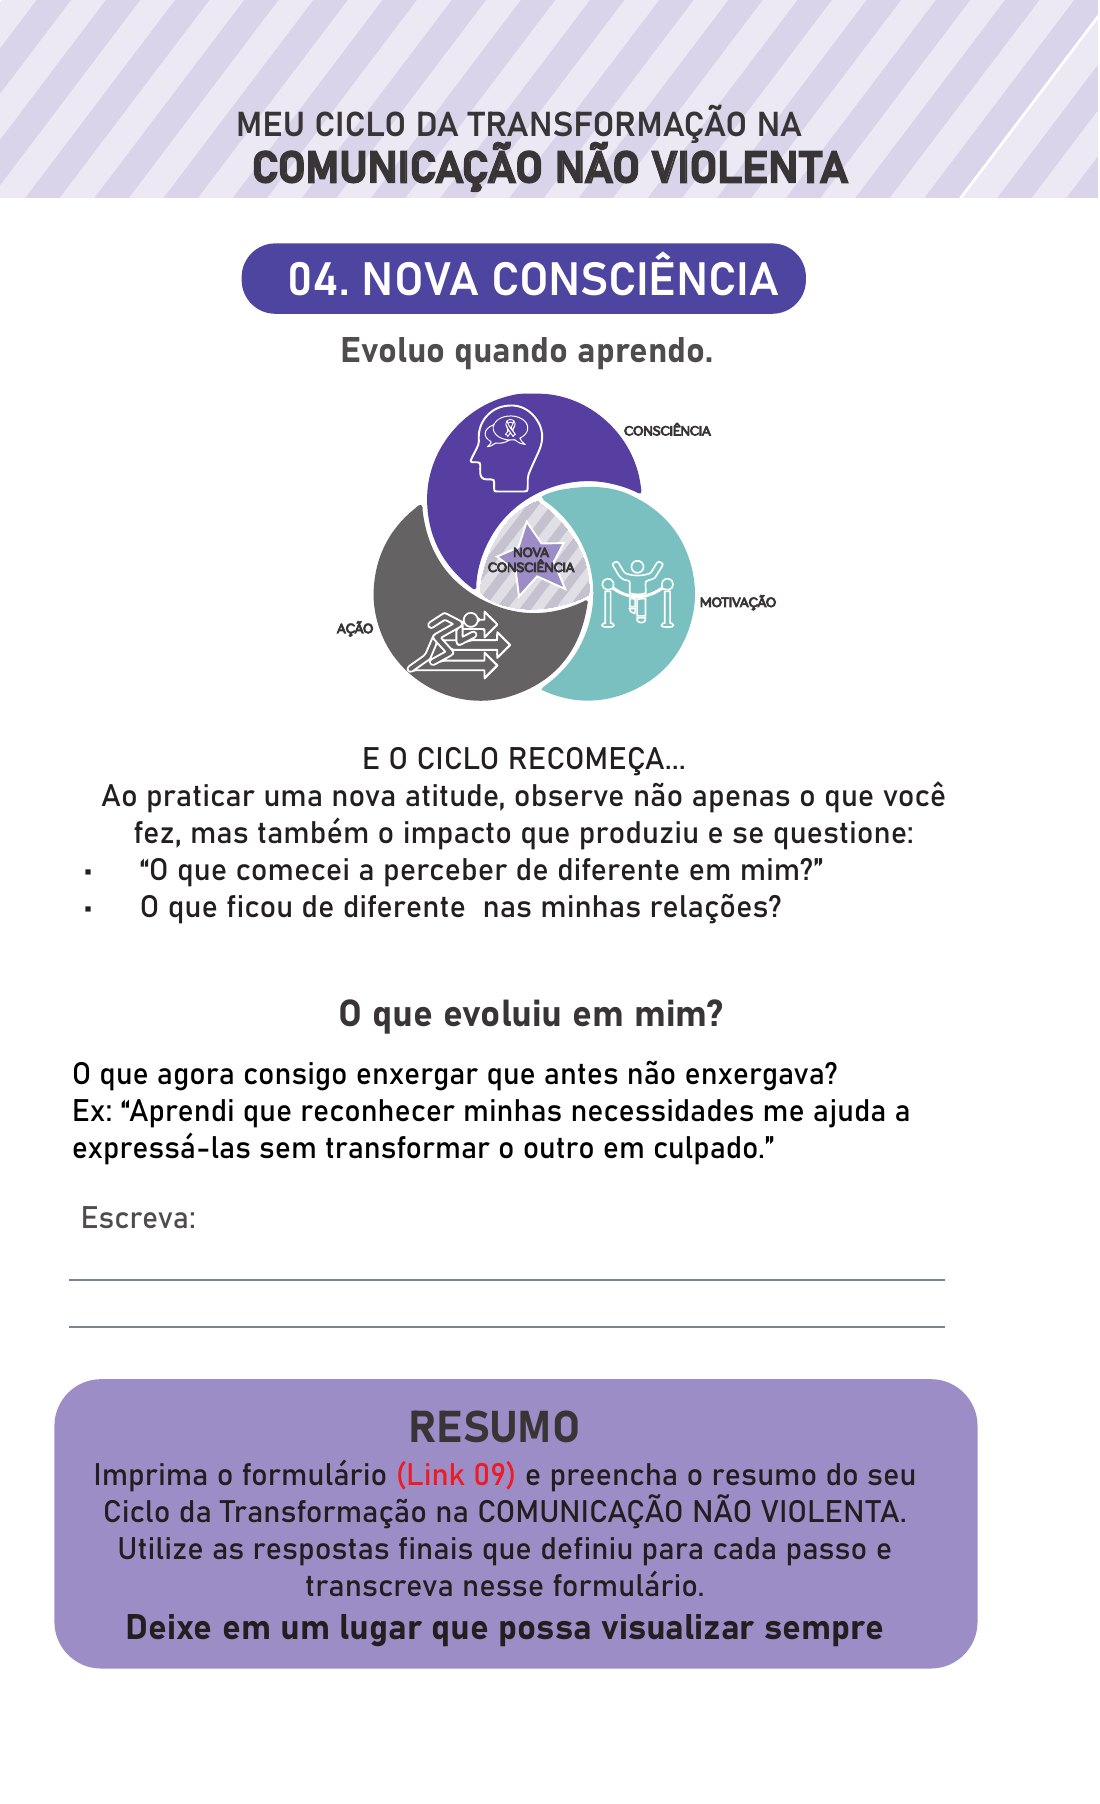 MEU CICLO DA TRANSFORMAÇÃO NA
COMUNICAÇÃO NÃO VIOLENTA
04. NOVA CONSCIÊNCIA
Evoluo quando aprendo.
CONSCIÊNCIA
NOVA
CONSCIÊNCIA
MOTIVAÇÃO
AÇÃO
E O CICLO RECOMEÇA...
Ao praticar uma nova atitude, observe não apenas o que você
fez, mas também o impacto que produziu e se questione:
▪ “O que comecei a perceber de diferente em mim?”
▪ O que ficou de diferente  nas minhas relações?
O que evoluiu em mim?
O que agora consigo enxergar que antes não enxergava?
Ex: “Aprendi que reconhecer minhas necessidades me ajuda a
expressá-las sem transformar o outro em culpado.”
Escreva:
RESUMO
Imprima o formulário (Link 09) e preencha o resumo do seu
Ciclo da Transformação na COMUNICAÇÃO NÃO VIOLENTA.
Utilize as respostas finais que definiu para cada passo e
transcreva nesse formulário.
Deixe em um lugar que possa visualizar sempre